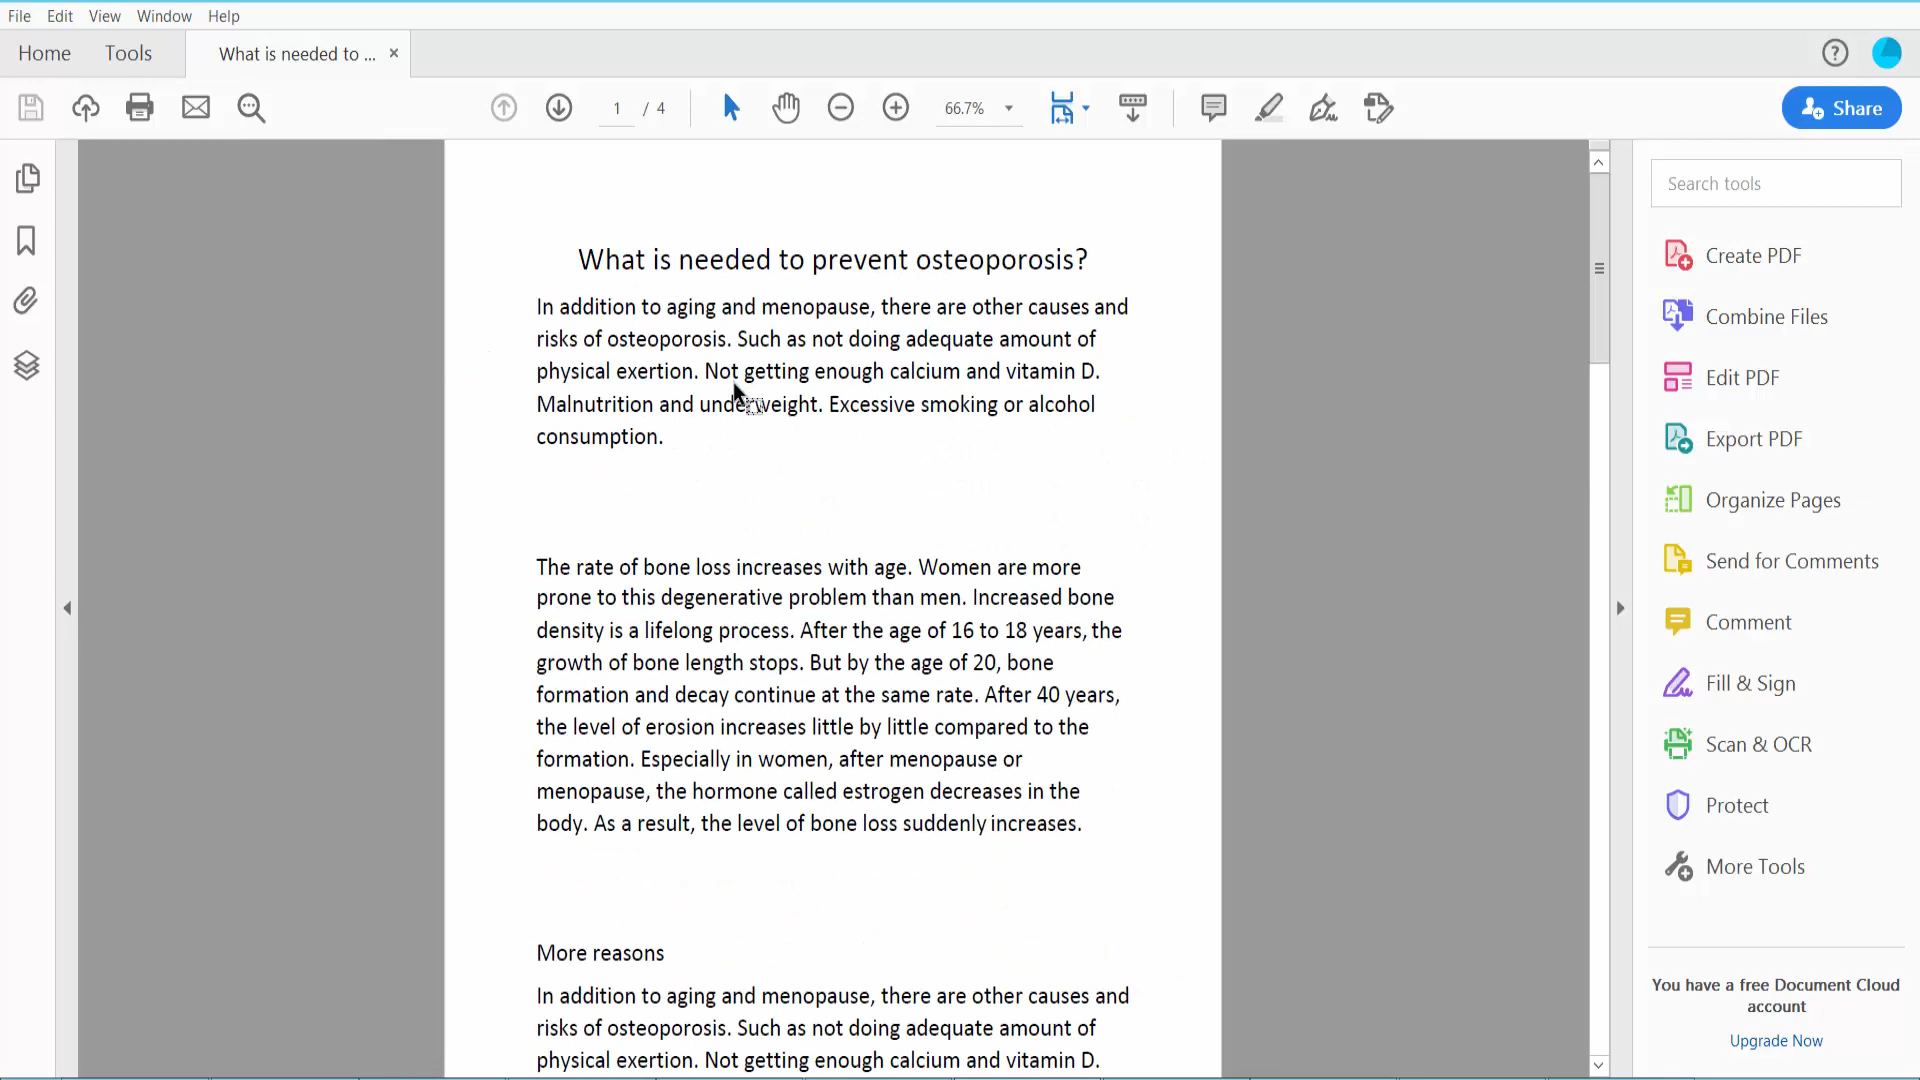 File Edit View Window Help
Home Tools What is needed to ... ×
1 / 4 66.7% Share
Search tools
Create PDF
Combine Files
Edit PDF
Export PDF
Organize Pages
Send for Comments
Comment
Fill & Sign
Scan & OCR
Protect
More Tools
You have a free Document Cloud
account
Upgrade Now
What is needed to prevent osteoporosis?
In addition to aging and menopause, there are other causes and
risks of osteoporosis. Such as not doing adequate amount of
physical exertion. Not getting enough calcium and vitamin D.
Malnutrition and underweight. Excessive smoking or alcohol
consumption.
The rate of bone loss increases with age. Women are more
prone to this degenerative problem than men. Increased bone
density is a lifelong process. After the age of 16 to 18 years, the
growth of bone length stops. But by the age of 20, bone
formation and decay continue at the same rate. After 40 years,
the level of erosion increases little by little compared to the
formation. Especially in women, after menopause or
menopause, the hormone called estrogen decreases in the
body. As a result, the level of bone loss suddenly increases.
More reasons
In addition to aging and menopause, there are other causes and
risks of osteoporosis. Such as not doing adequate amount of
physical exertion. Not getting enough calcium and vitamin D.